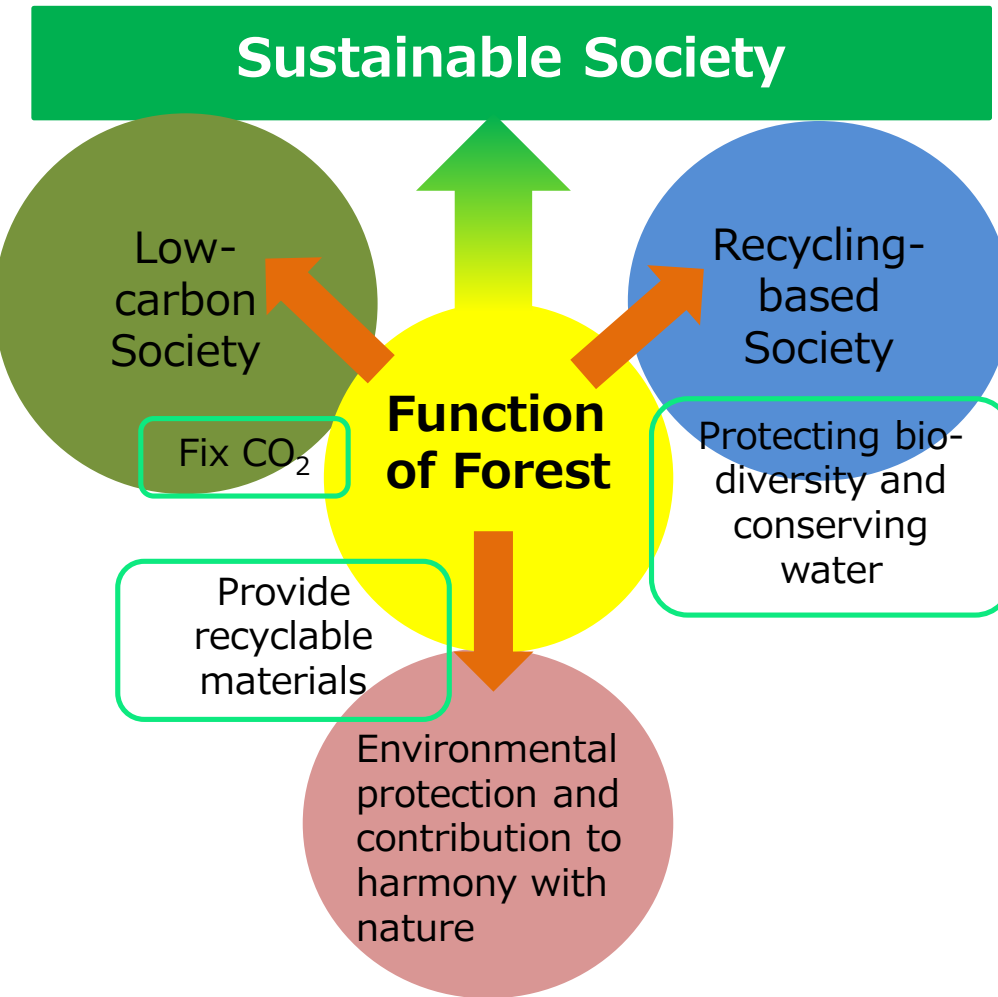 Sustainable Society
Low-
carbon
Society
Recycling-
based
Society
Function
of Forest
Fix CO₂
Protecting bio-
diversity and
conserving
water
Provide
recyclable
materials
Environmental
protection and
contribution to
harmony with
nature